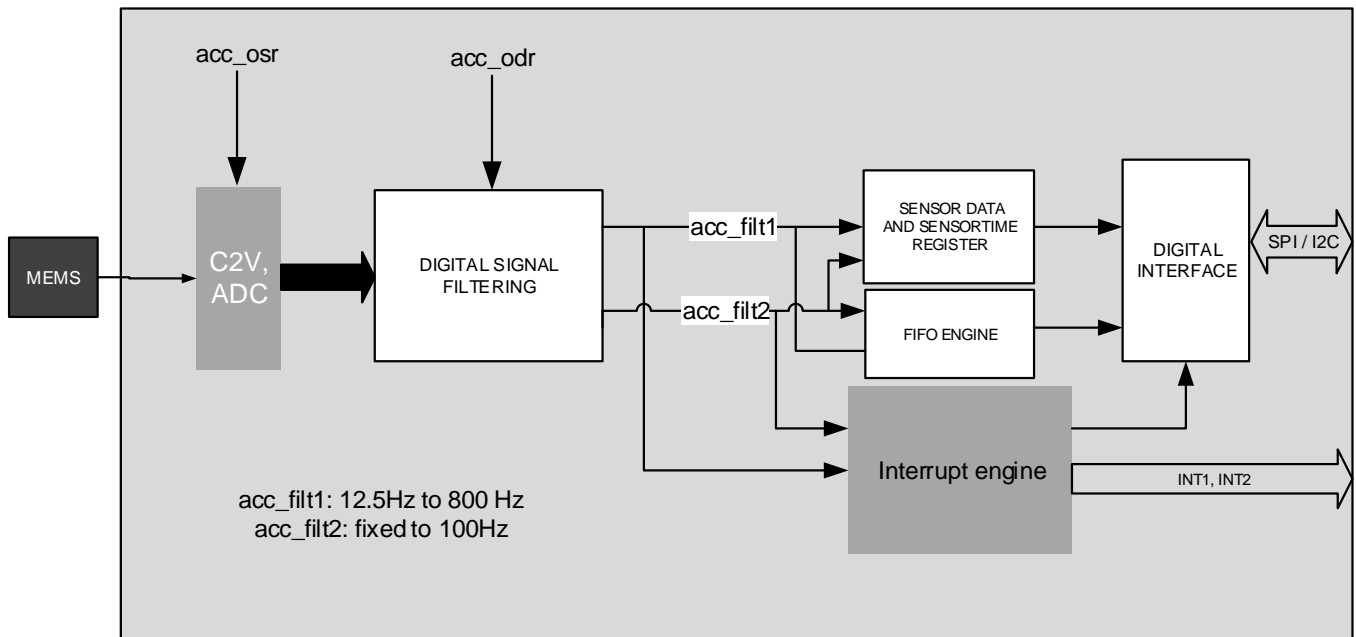 acc_osr
acc_odr
MEMS
C2V,
ADC
DIGITAL SIGNAL
FILTERING
acc_filt1
acc_filt2
SENSOR DATA
AND SENSORTIME
REGISTER
FIFO ENGINE
DIGITAL
INTERFACE
SPI / I2C
Interrupt engine
INT1, INT2
acc_filt1: 12.5Hz to 800 Hz
acc_filt2: fixed to 100Hz